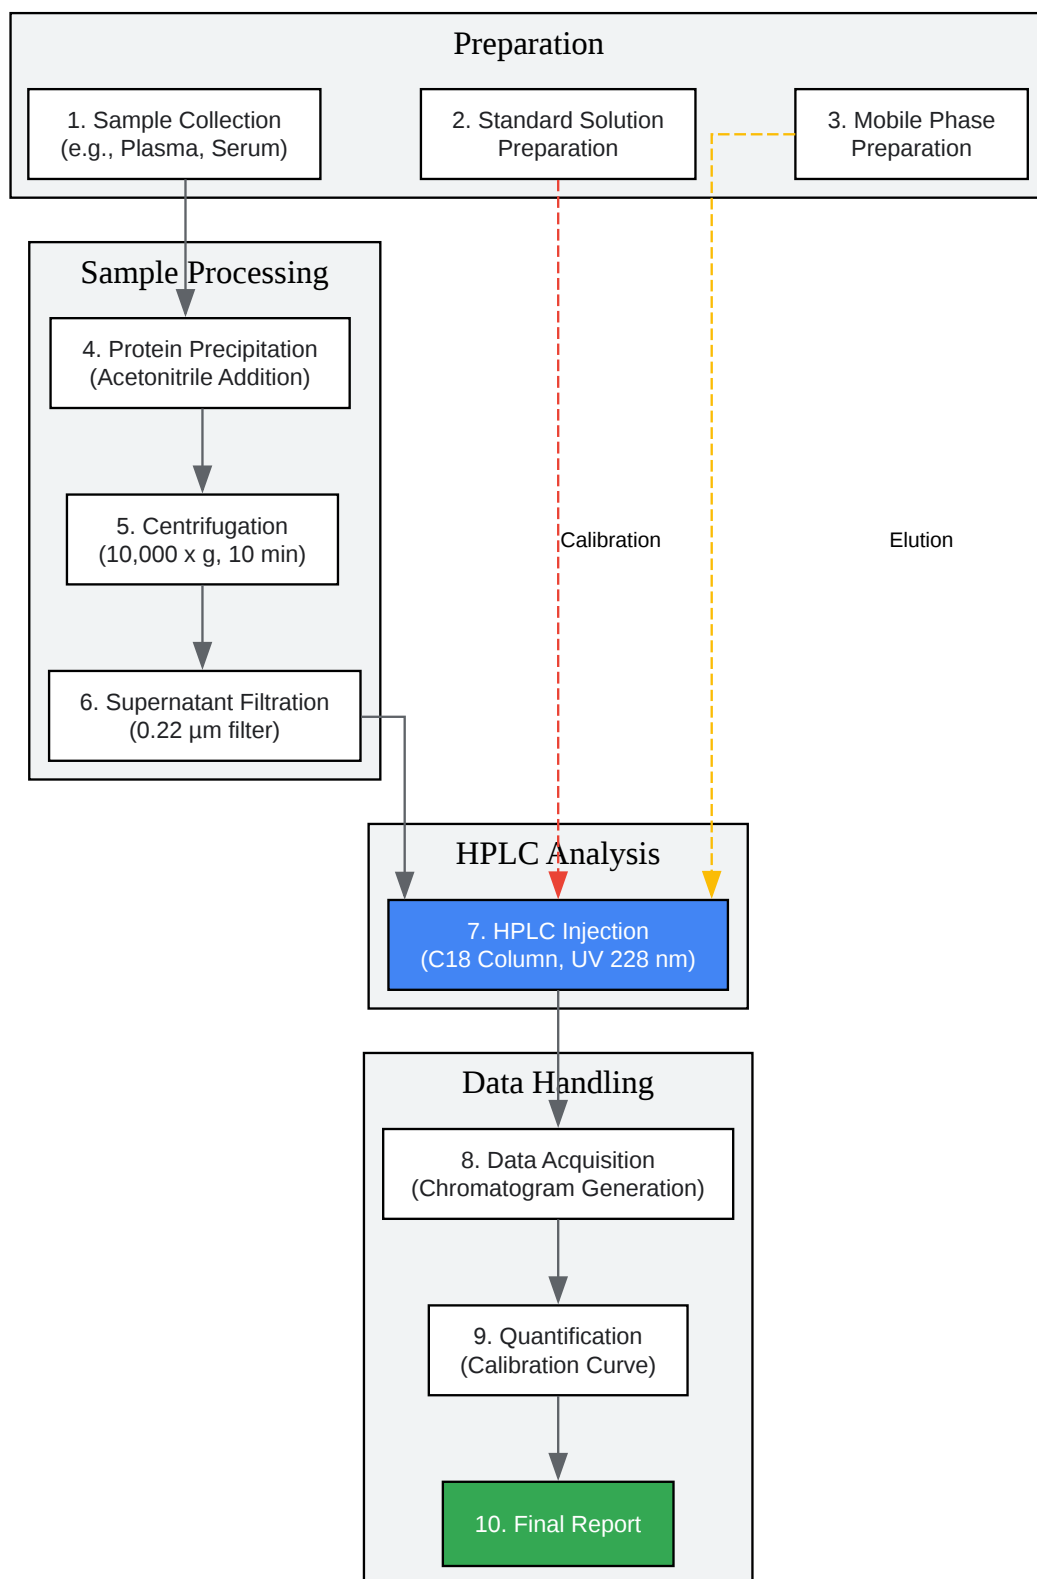 Preparation
1. Sample Collection
(e.g., Plasma, Serum)
2. Standard Solution
Preparation
3. Mobile Phase
Preparation
Sample Processing
4. Protein Precipitation
(Acetonitrile Addition)
5. Centrifugation
(10,000 x g, 10 min)
Calibration
Elution
6. Supernatant Filtration
(0.22 µm filter)
HPLC Analysis
7. HPLC Injection
(C18 Column, UV 228 nm)
Data Handling
8. Data Acquisition
(Chromatogram Generation)
9. Quantification
(Calibration Curve)
10. Final Report